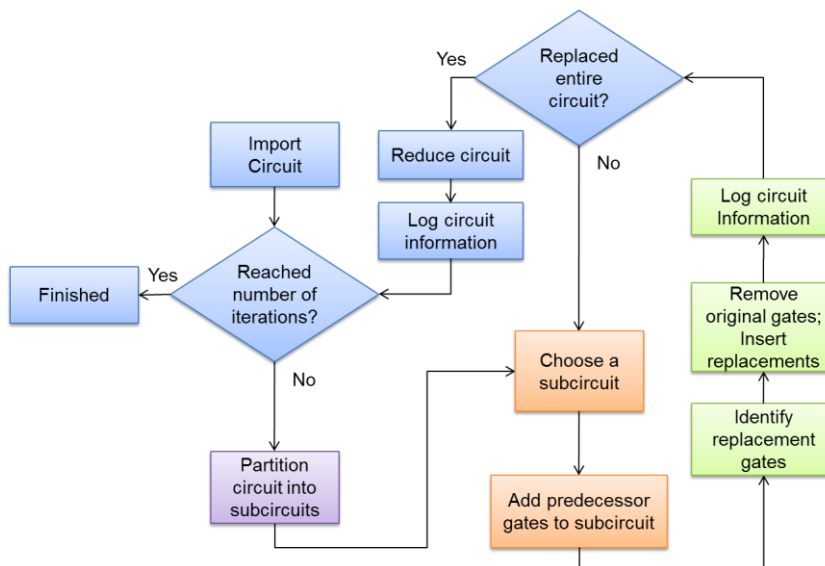 Replaced
entire
circuit?
Yes
No
Import
Circuit
Reduce circuit
Log circuit
information
Reached
number of
iterations?
Yes
Finished
No
Partition
circuit into
subcircuits
Choose a
subcircuit
Add predecessor
gates to subcircuit
Identify
replacement
gates
Remove
original gates;
Insert
replacements
Log circuit
Information